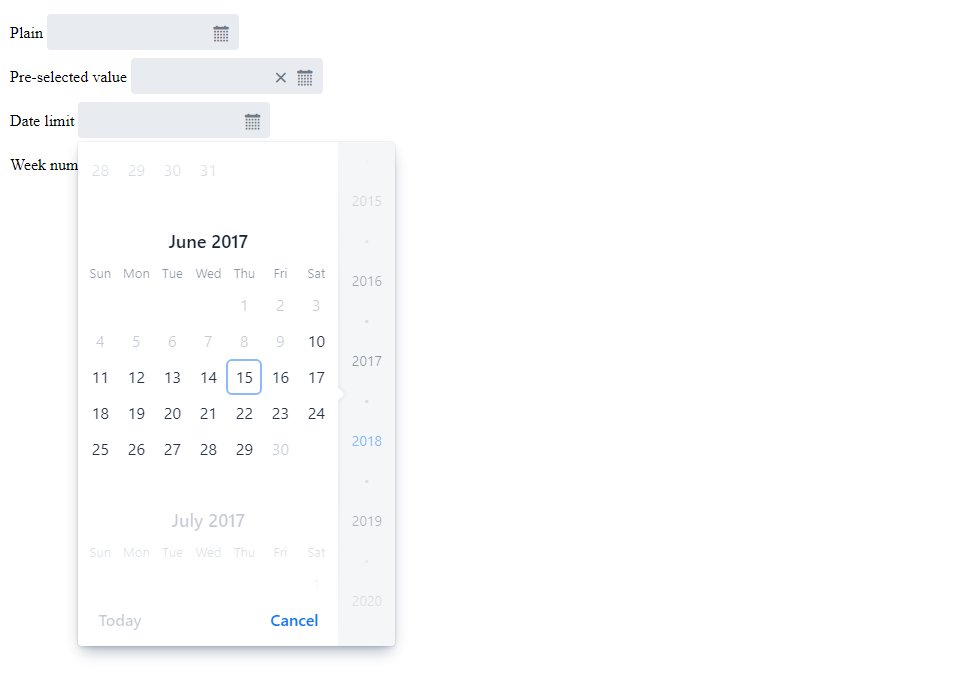 Plain
Pre-selected value
Date limit
Week num
28 29 30 31
June 2017
Sun Mon Tue Wed Thu Fri Sat
1 2 3
4 5 6 7 8 9 10
11 12 13 14 15 16 17
18 19 20 21 22 23 24
25 26 27 28 29 30
July 2017
Sun Mon Tue Wed Thu Fri Sat
1
Today Cancel
2015
2016
2017
2018
2019
2020